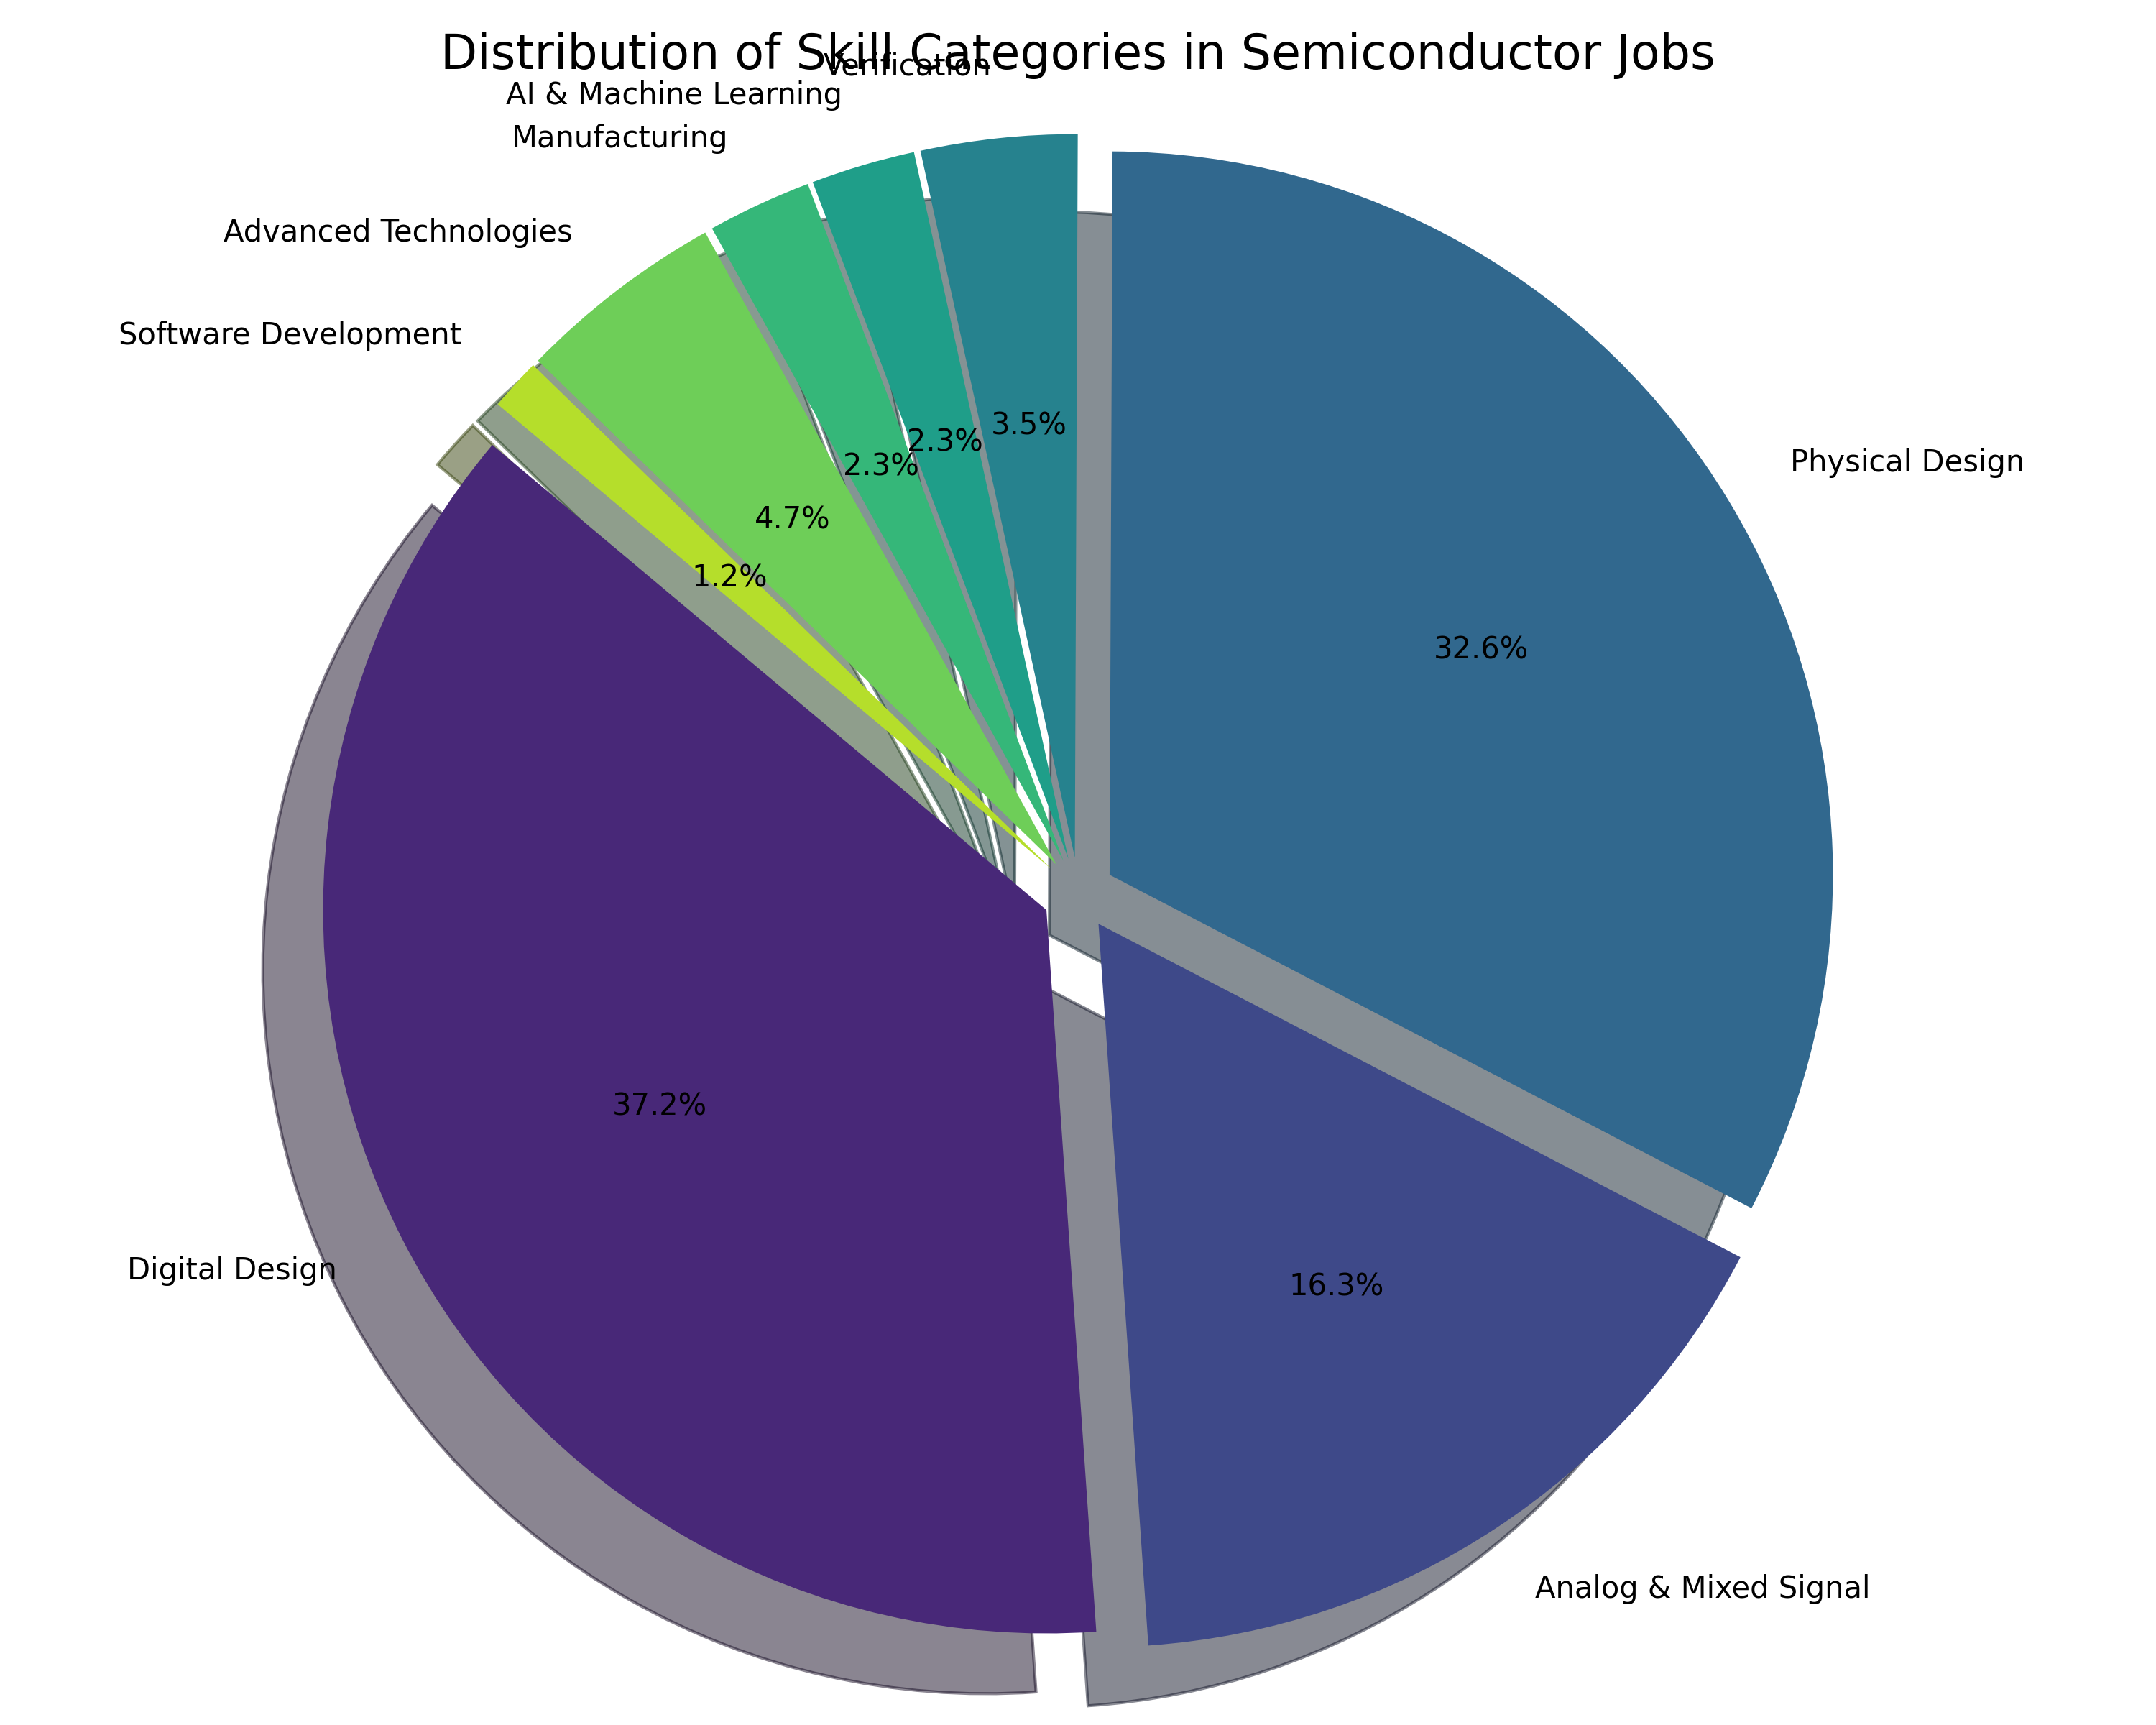 Distribution of Skill Categories in Semiconductor Jobs
Verification
AI & Machine Learning
Manufacturing
Advanced Technologies
Software Development
Physical Design
3.5%
2.3%
2.3%
4.7%
1.2%
32.6%
37.2%
Digital Design
16.3%
Analog & Mixed Signal